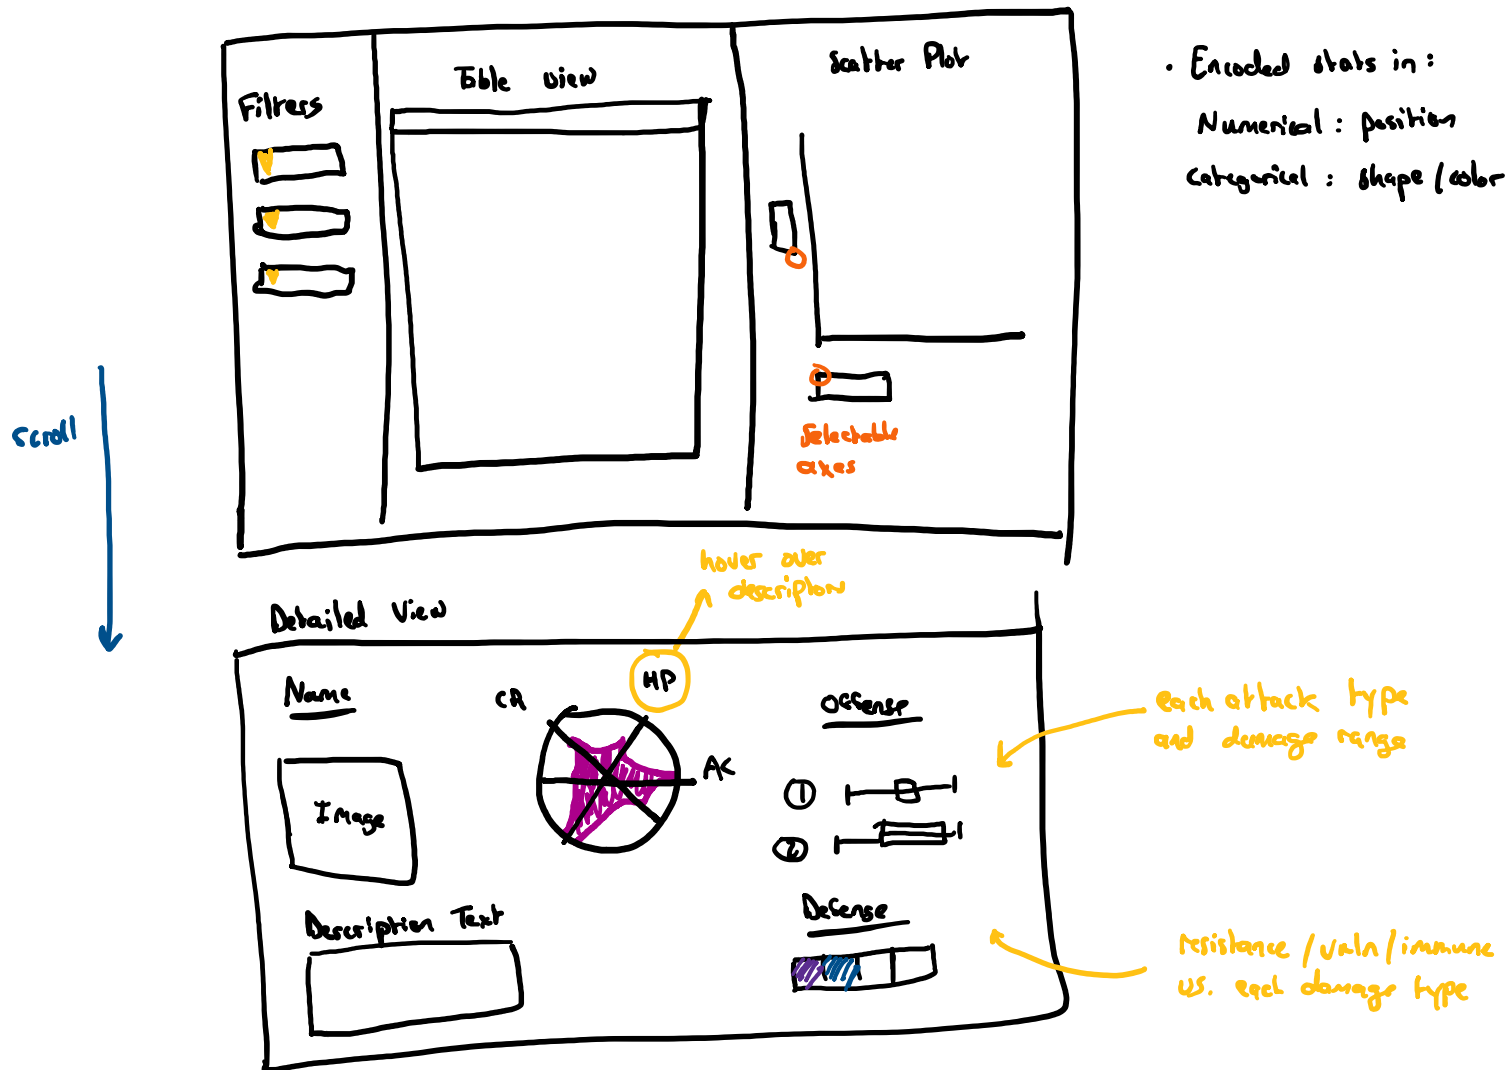 Filters
Table view
Scatter Plot
• Encoded stats in:
Numerical: position
Categorical: shape/color
Selectable
axes
scroll
hover over
description
Detailed View
Name
Image
Description Text
CR
HP
AC
Offense
1
2
Defense
each attack type
and damage range
resistance/vuln/immune
vs. each damage type